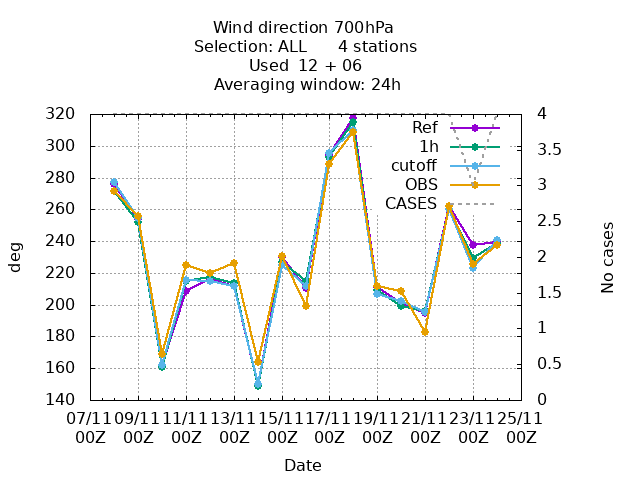 Wind direction 700hPa
Selection: ALL 4 stations
Used 12 + 06
Averaging window: 24h
320
300
280
260
240
220
200
180
160
140
deg
4
3.5
3
2.5
2
1.5
1
0.5
0
No cases
Ref
1h
cutoff
OBS
CASES
07/11 09/11 11/11 13/11 15/11 17/11 19/11 21/11 23/11 25/11
00Z 00Z 00Z 00Z 00Z 00Z 00Z 00Z 00Z 00Z
Date